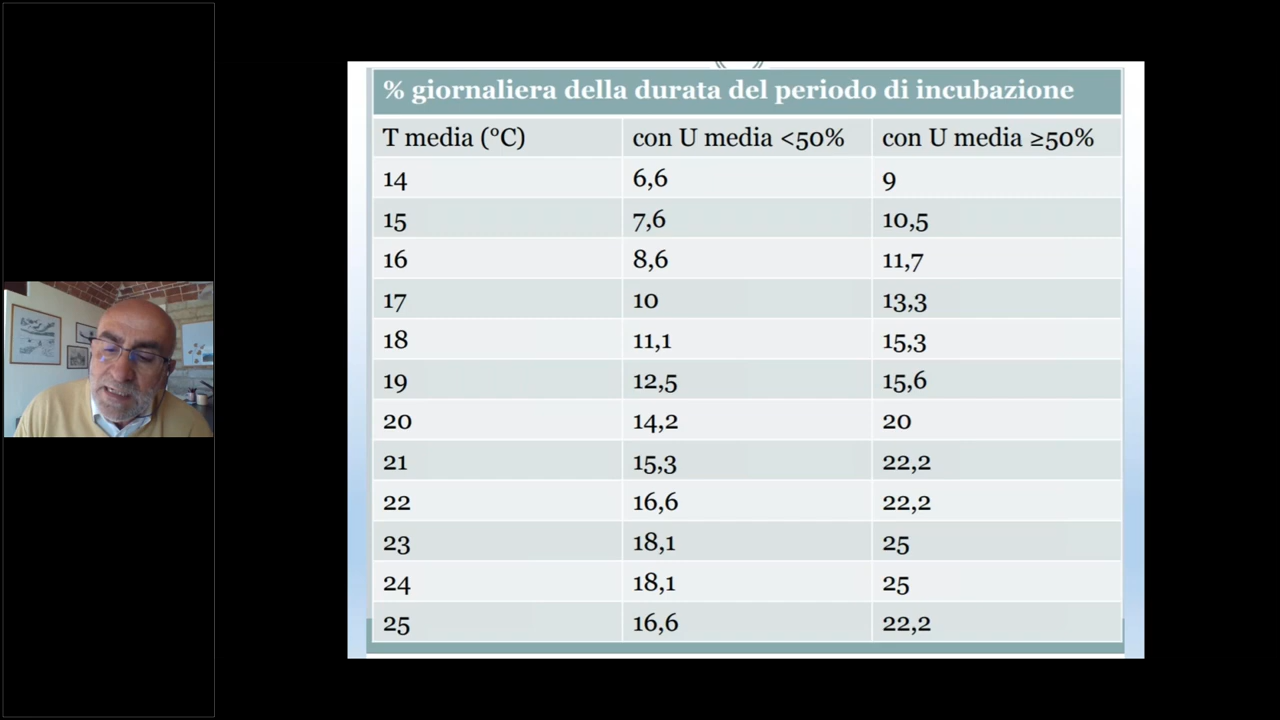 % giornaliera della durata del periodo di incubazione
T media (°C) con U media <50% con U media ≥50%
14 6,6 9
15 7,6 10,5
16 8,6 11,7
17 10 13,3
18 11,1 15,3
19 12,5 15,6
20 14,2 20
21 15,3 22,2
22 16,6 22,2
23 18,1 25
24 18,1 25
25 16,6 22,2